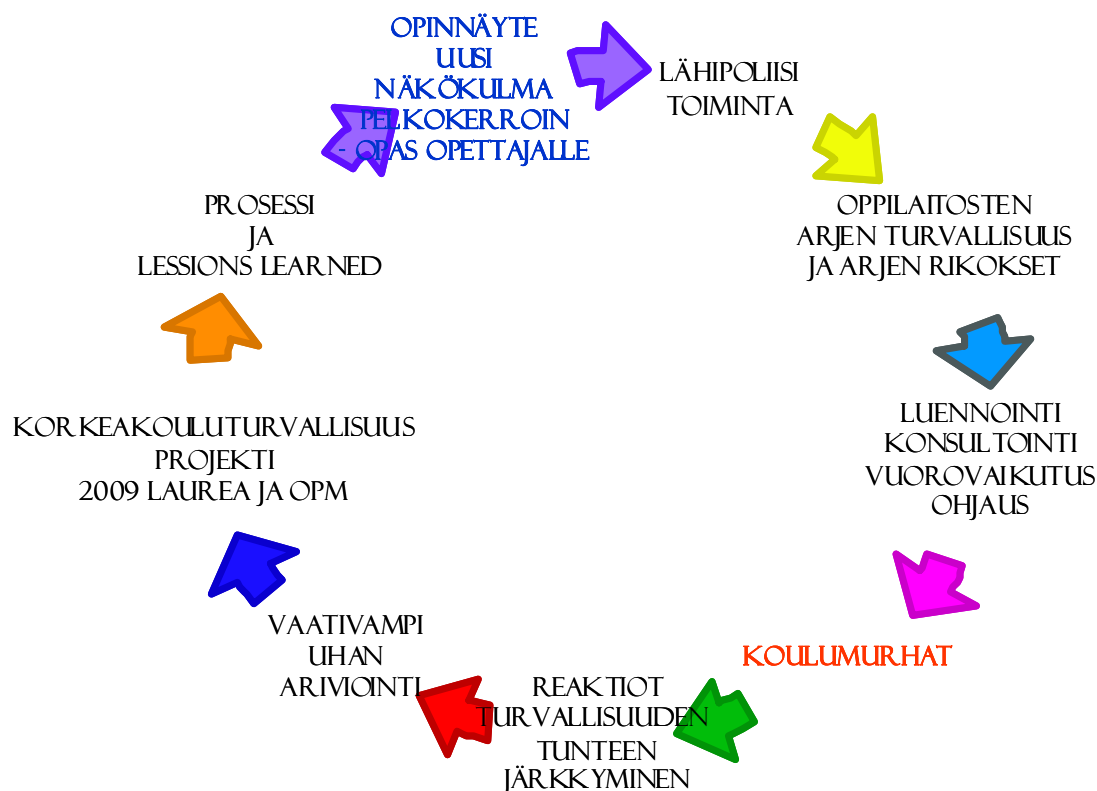 OPINNÄYTE
UUSI
NÄKÖKULMA
PELKOKERROIN
- OPAS OPETTAJALLE
LÄHIPOLIISI
TOIMINTA
OPPILAITOSTEN
ARJEN TURVALLISUUS
JA ARJEN RIKOKSET
LUENNOINTI
KONSULTOINTI
VUOROVAIKUTUS
OHJAUS
KOULUMURHAT
REAKTIOT
TURVALLISUUDEN
TUNTEEN
JÄRKKYMINEN
VAATIVAMPI
UHAN
ARIVIOINTI
KORKEAKOULUTURVALLISUUS
PROJEKTI
2009 LAUREA JA OPM
PROSESSI
JA
LESSIONS LEARNED